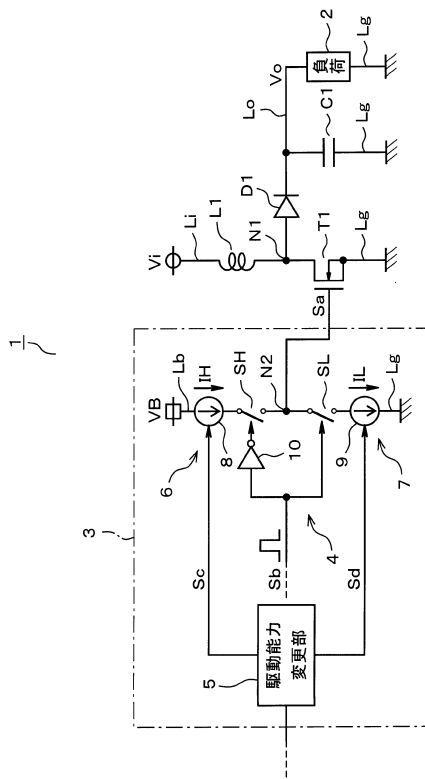 1
3
VB
Lb
IH
8
6
Sc
SH
10
N2
Sa
SL
IL
9
Lg
7
Sd
Sb
4
5
駆動能力
変更部
Vi
Li
L1
N1
D1
T1
Lg
Lo
Vo
C1
Lg
負荷
2
Lg